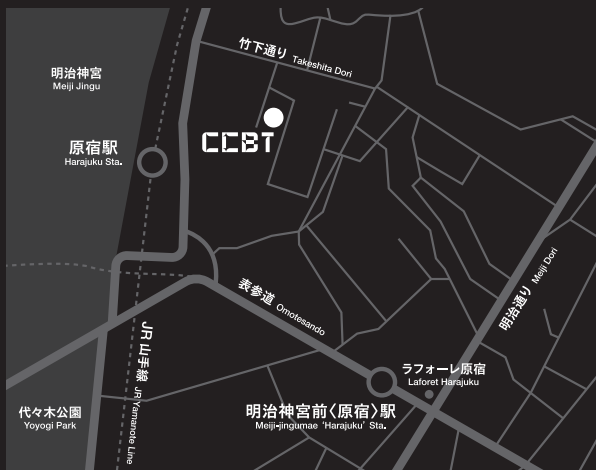 竹下通り Takeshita Dori
明治神宮
Meiji Jingu
原宿駅
Harajuku Sta.
CCBT
表参道 Omotesando
明治通り Meiji Dori
JR 山手線 JR Yamanote Line
ラフォーレ原宿
Laforet Harajuku
代々木公園
Yoyogi Park
明治神宮前〈原宿〉駅
Meiji-jingumae ‘Harajuku’ Sta.